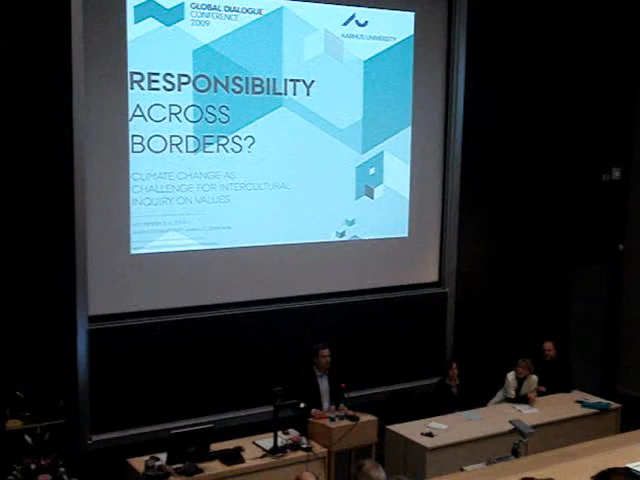 GLOBAL DIALOGUE
CONFERENCE
2009
AARHUS UNIVERSITY
RESPONSIBILITY
ACROSS
BORDERS?
CLIMATE CHANGE AS
CHALLENGE FOR INTERCULTURAL
INQUIRY ON VALUES